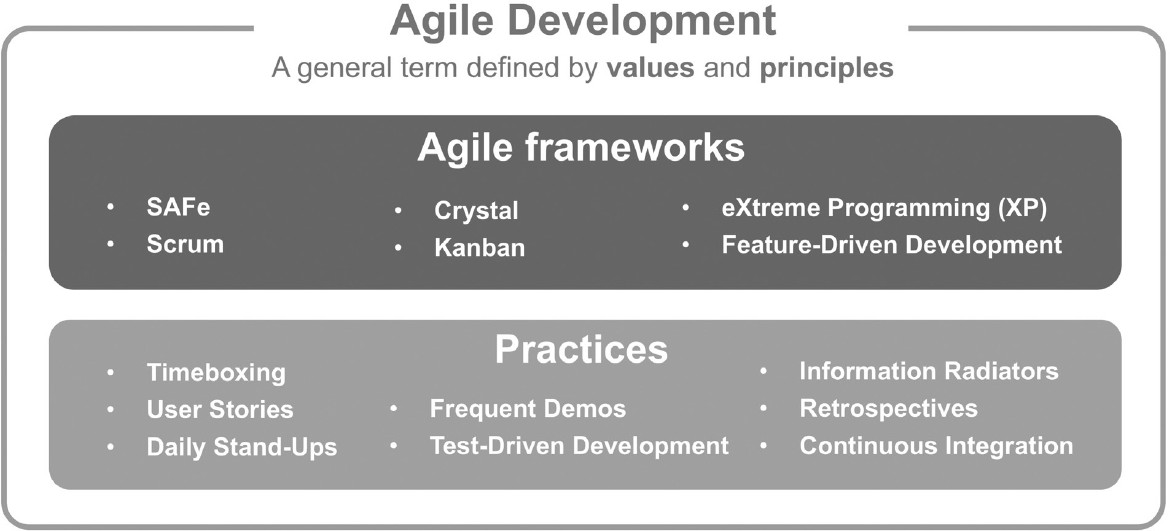 Agile Development
A general term defined by values and principles
Agile frameworks
• SAFe
• Scrum
• Crystal
• Kanban
• eXtreme Programming (XP)
• Feature-Driven Development
Practices
• Timeboxing
• User Stories
• Daily Stand-Ups
• Frequent Demos
• Test-Driven Development
• Information Radiators
• Retrospectives
• Continuous Integration